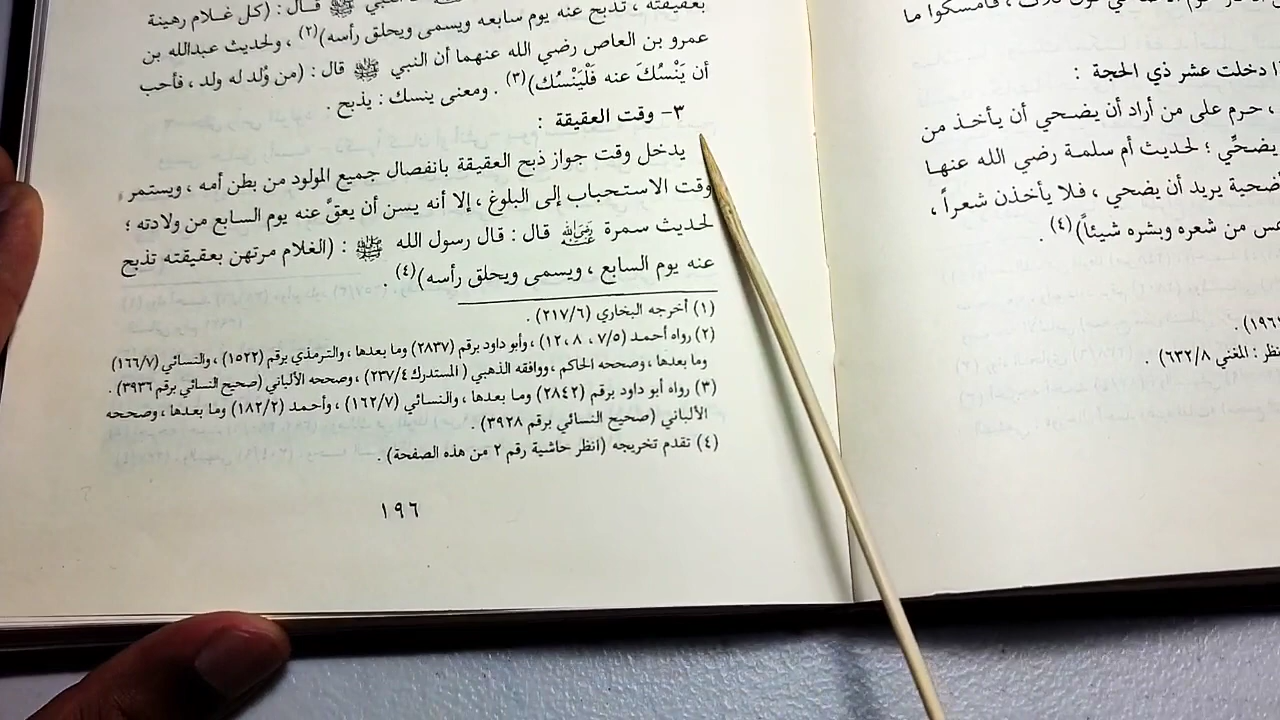 ذا دخلت عشر ذي الحجة :
، حرم على من أراد أن يضحي أن يأخذ من
يضحِّي ؛ لحديث أم سلمة رضي الله عنها
ضحية يريد أن يضحي ، فلا يأخذن شعراً ،
من شعره وبشره شيئاً)(٤) .
نظر : المغني ٦٣٢/٨) .
النبي ﷺ قال : (كل غلام رهينة
بعقيقته ، تذبح عنه يوم سابعه ويسمى ويحلق رأسه)(٢) ، ولحديث عبدالله بن
عمرو بن العاص رضي الله عنهما أن النبي ﷺ قال : (من وُلد له ولد ، فأحب
أن يَنْسُكَ عنه فَلْيَنْسُك)(٣) . ومعنى ينسك : يذبح .
٣- وقت العقيقة :
يدخل وقت جواز ذبح العقيقة بانفصال جميع المولود من بطن أمه ، ويستمر
وقت الاستحباب إلى البلوغ ، إلا أنه يسن أن يعقَّ عنه يوم السابع من ولادته ؛
لحديث سمرة رضي الله عنه قال : قال رسول الله ﷺ : (الغلام مرتهن بعقيقته تذبح
عنه يوم السابع ، ويسمى ويحلق رأسه)(٤) .
(١) أخرجه البخاري (٢١٧/٦) .
(٢) رواه أحمد (٧/٥ ، ٨ ، ١٢) ، وأبو داود برقم (٢٨٣٧) وما بعدها ، والترمذي برقم (١٥٢٢) ، والنسائي (١٦٦/٧)
وما بعدها ، وصححه الحاكم ، ووافقه الذهبي ( المستدرك ٢٣٧/٤) ، وصححه الألباني (صحيح النسائي برقم ٣٩٣٦) .
(٣) رواه أبو داود برقم (٢٨٤٢) وما بعدها ، والنسائي (١٦٢/٧) ، وأحمد (١٨٢/٢) وما بعدها ، وصححه
الألباني (صحيح النسائي برقم ٣٩٢٨) .
(٤) تقدم تخريجه (انظر حاشية رقم ٢ من هذه الصفحة) .
١٩٦